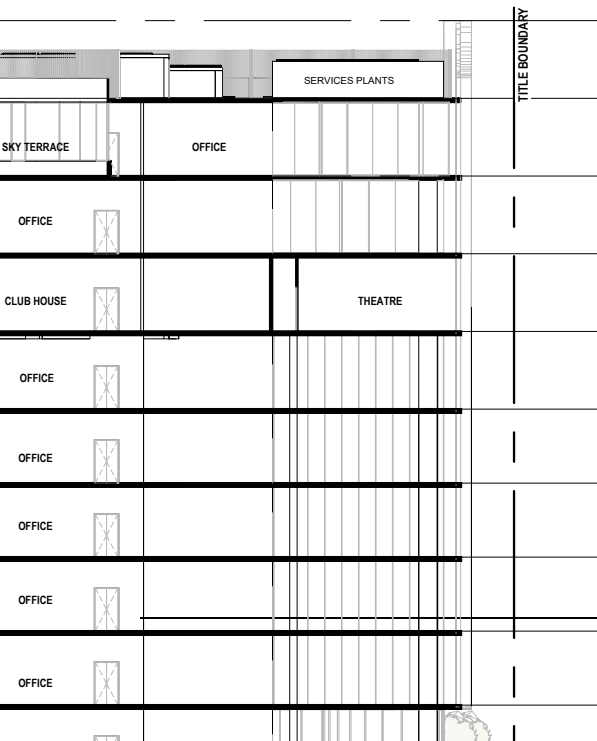 TITLE BOUNDARY
SERVICES PLANTS
SKY TERRACE
OFFICE
OFFICE
CLUB HOUSE
THEATRE
OFFICE
OFFICE
OFFICE
OFFICE
OFFICE